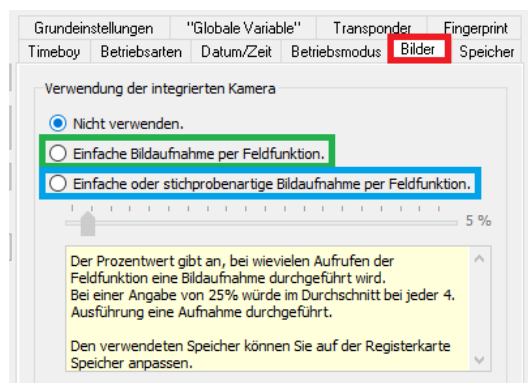 Grundeinstellungen "Globale Variable" Transponder Fingerprint
Timeboy Betriebsarten Datum/Zeit Betriebsmodus Bilder Speicher
Verwendung der integrierten Kamera
Nicht verwenden.
Einfache Bildaufnahme per Feldfunktion.
Einfache oder stichprobenartige Bildaufnahme per Feldfunktion.
5 %
Der Prozentwert gibt an, bei wievielen Aufrufen der
Feldfunktion eine Bildaufnahme durchgeführt wird.
Bei einer Angabe von 25% würde im Durchschnitt bei jeder 4.
Ausführung eine Aufnahme durchgeführt.
Den verwendeten Speicher können Sie auf der Registerkarte
Speicher anpassen.